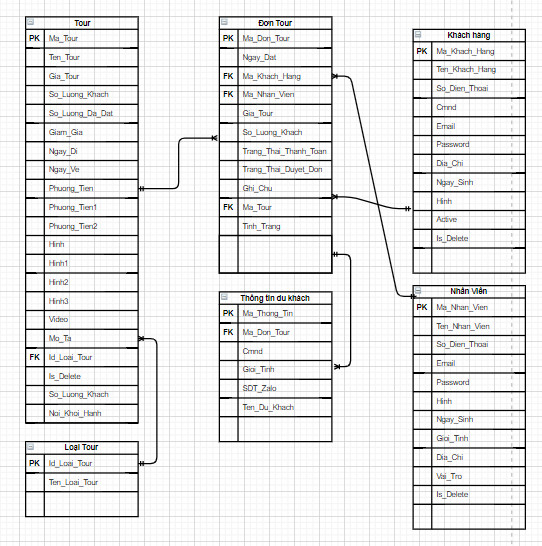 Tour
PK Ma_Tour
Ten_Tour
Gia_Tour
So_Luong_Khach
So_Luong_Da_Dat
Giam_Gia
Ngay_Di
Ngay_Ve
Phuong_Tien
Phuong_Tien1
Phuong_Tien2
Hinh
Hinh1
Hinh2
Hinh3
Video
Mo_Ta
FK Id_Loai_Tour
Is_Delete
So_Luong_Khach
Noi_Khoi_Hanh
Loại Tour
PK Id_Loai_Tour
Ten_Loai_Tour
Đơn Tour
PK Ma_Don_Tour
Ngay_Dat
FK Ma_Khach_Hang
FK Ma_Nhan_Vien
Gia_Tour
So_Luong_Khach
Trang_Thai_Thanh_Toan
Trang_Thai_Duyet_Don
Ghi_Chu
FK Ma_Tour
Tinh_Trang
Thông tin du khách
PK Ma_Thong_Tin
FK Ma_Don_Tour
Cmnd
Gioi_Tinh
SDT_Zalo
Ten_Du_Khach
Khách hàng
PK Ma_Khach_Hang
Ten_Khach_Hang
So_Dien_Thoai
Cmnd
Email
Password
Dia_Chi
Ngay_Sinh
Hinh
Active
Is_Delete
Nhân Viên
PK Ma_Nhan_Vien
Ten_Nhan_Vien
So_Dien_Thoai
Email
Password
Hinh
Ngay_Sinh
Gioi_Tinh
Dia_Chi
Vai_Tro
Is_Delete